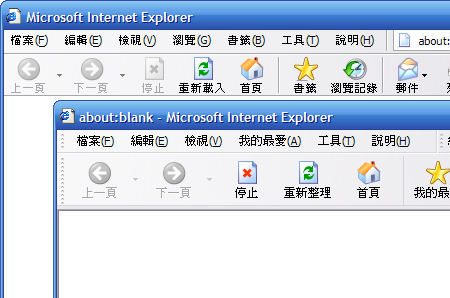 Microsoft Internet Explorer
檔案(F) 編輯(E) 檢視(V) 瀏覽(G) 書籤(B) 工具(T) 說明(H) about:
上一頁 下一頁 停止 重新載入 首頁 書籤 瀏覽記錄 郵件
about:blank - Microsoft Internet Explorer
檔案(F) 編輯(E) 檢視(V) 我的最愛(A) 工具(T) 說明(H)
上一頁 下一頁 停止 重新整理 首頁 我的最